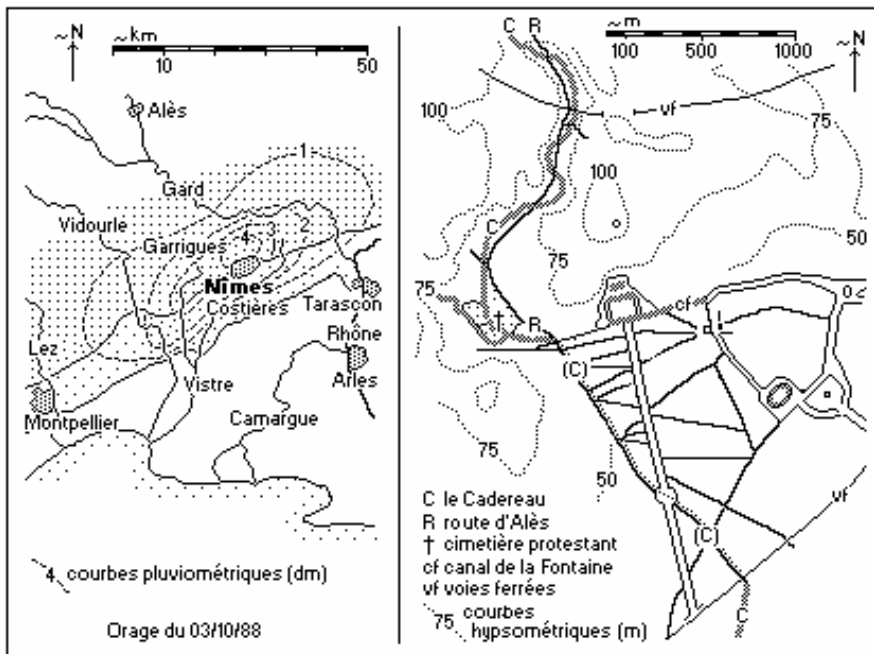 ~N
~km
10
50
Alès
1
Gard
Vidourle
2
3
4
Garrigues
Nîmes
Costières
Tarascon
Rhône
Lez
Arles
Vistre
Camargue
Montpellier
4 courbes pluviométriques (dm)
Orage du 03/10/88
C
R
~m
~N
100
500
1000
100
vf
75
100
C
50
75
75
cf
†
R
(C)
75
50
vf
(C)
C
C le Cadereau
R route d'Alès
† cimetière protestant
cf canal de la Fontaine
vf voies ferrées
75 courbes
hypsométriques (m)